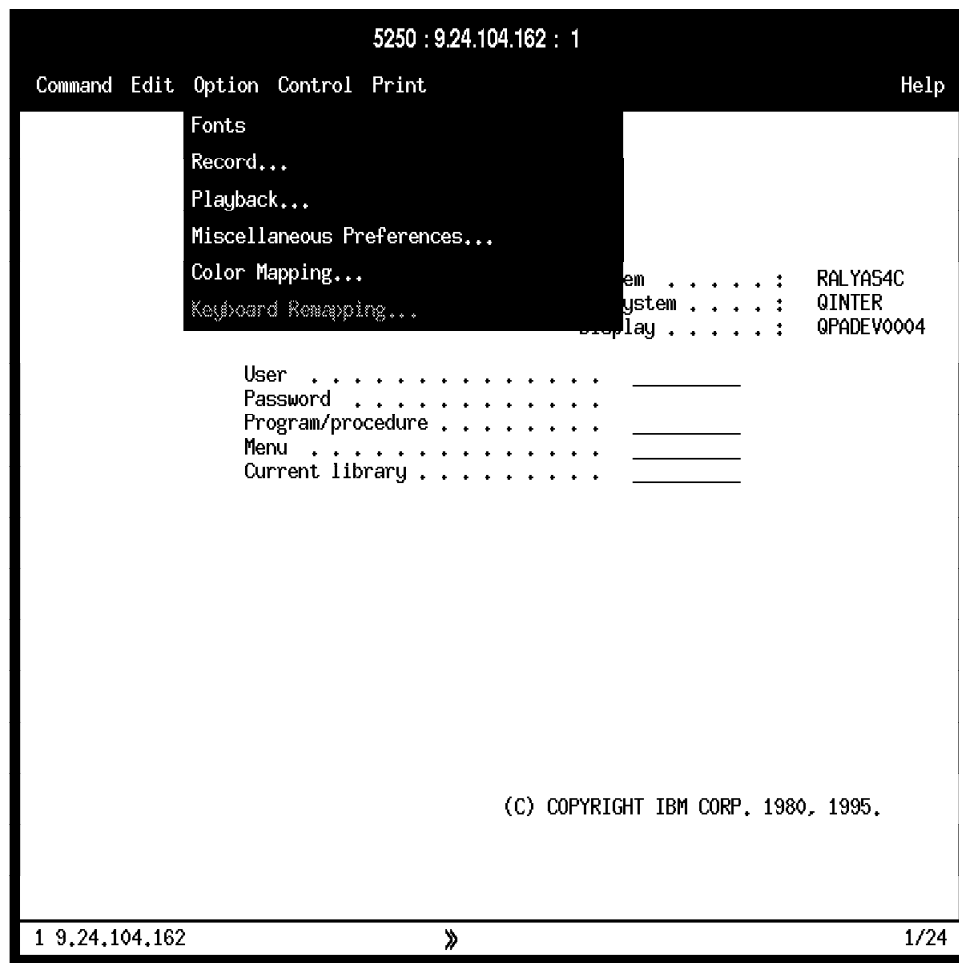 5250 : 9.24.104.162 : 1
Command Edit Option Control Print Help
Fonts
Record...
Playback...
Miscellaneous Preferences...
Color Mapping...
Keyboard Remapping...
em . . . . . : RALYAS4C
ystem . . . . : QINTER
play . . . . . : QPADEV0004
User . . . . . . . . . . . . . .
Password . . . . . . . . . . . .
Program/procedure . . . . . . . .
Menu . . . . . . . . . . . . . .
Current library . . . . . . . . .
(C) COPYRIGHT IBM CORP. 1980, 1995.
1 9.24.104.162 » 1/24